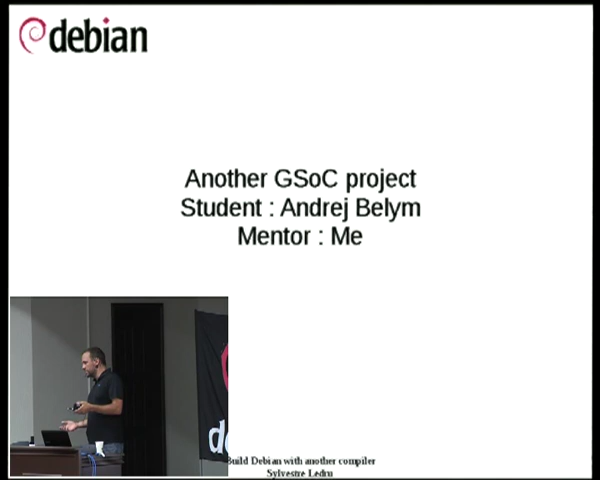 debian
Another GSoC project
Student : Andrej Belym
Mentor : Me
Build Debian with another compiler
Sylvestre Ledru